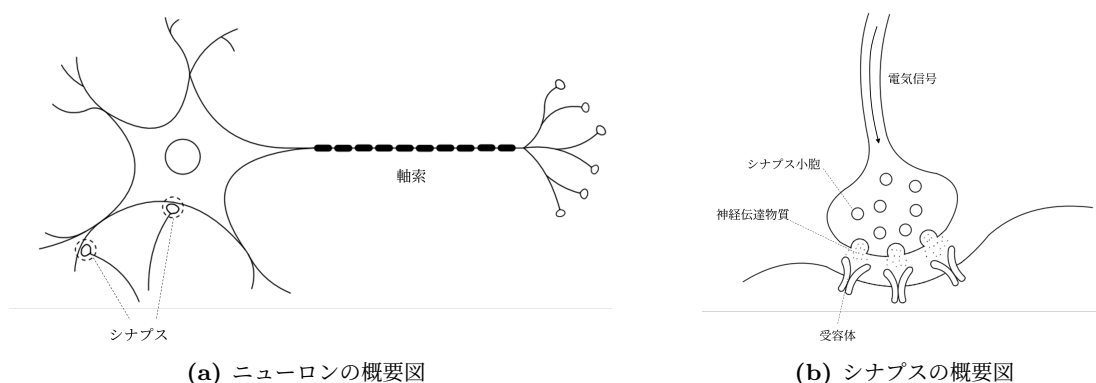 軸索
シナプス
(a) ニューロンの概要図
電気信号
シナプス小胞
神経伝達物質
受容体
(b) シナプスの概要図